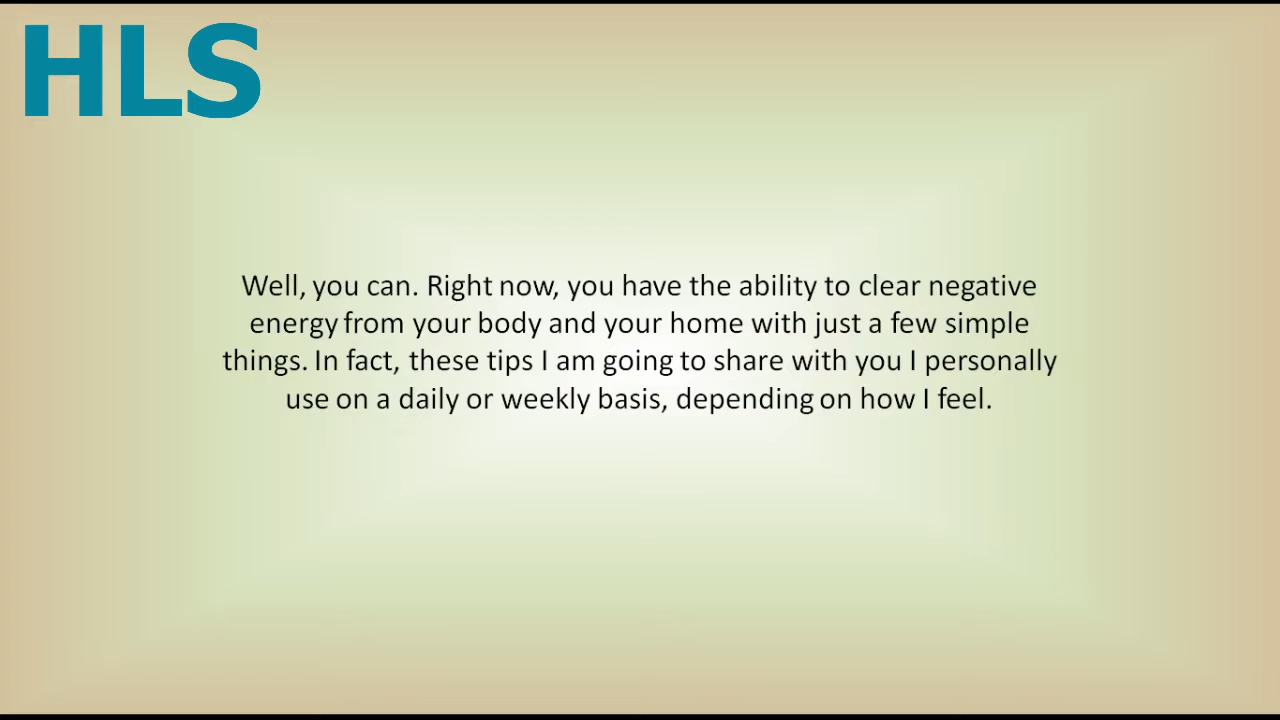 HLS
Well, you can. Right now, you have the ability to clear negative
energy from your body and your home with just a few simple
things. In fact, these tips I am going to share with you I personally
use on a daily or weekly basis, depending on how I feel.